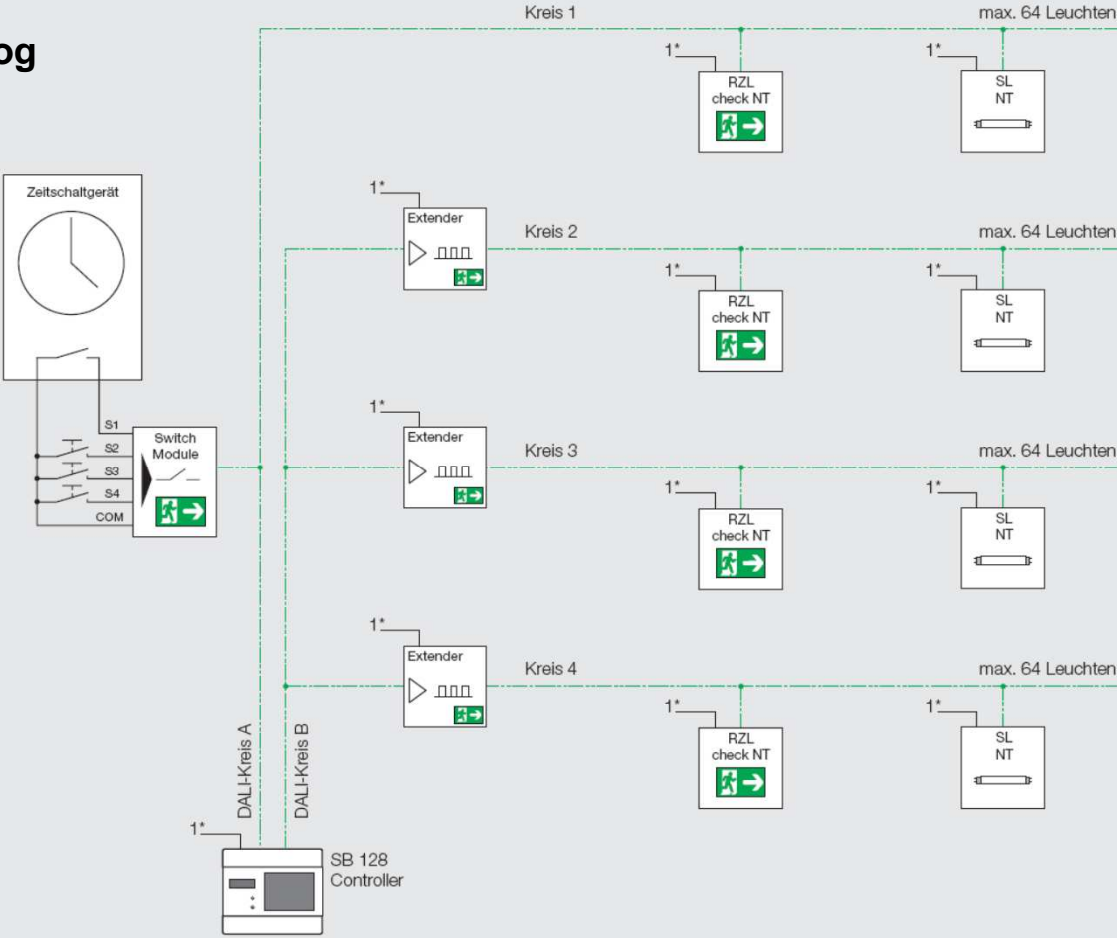 og
Kreis 1
max. 64 Leuchten
1*
RZL
check NT
1*
SL
NT
Zeitschaltgerät
S1
S2
S3
S4
COM
Switch
Module
1*
Extender
Kreis 2
max. 64 Leuchten
1*
RZL
check NT
1*
SL
NT
1*
Extender
Kreis 3
max. 64 Leuchten
1*
RZL
check NT
1*
SL
NT
1*
Extender
Kreis 4
max. 64 Leuchten
1*
RZL
check NT
1*
SL
NT
DALI-Kreis A
DALI-Kreis B
1*
SB 128
Controller